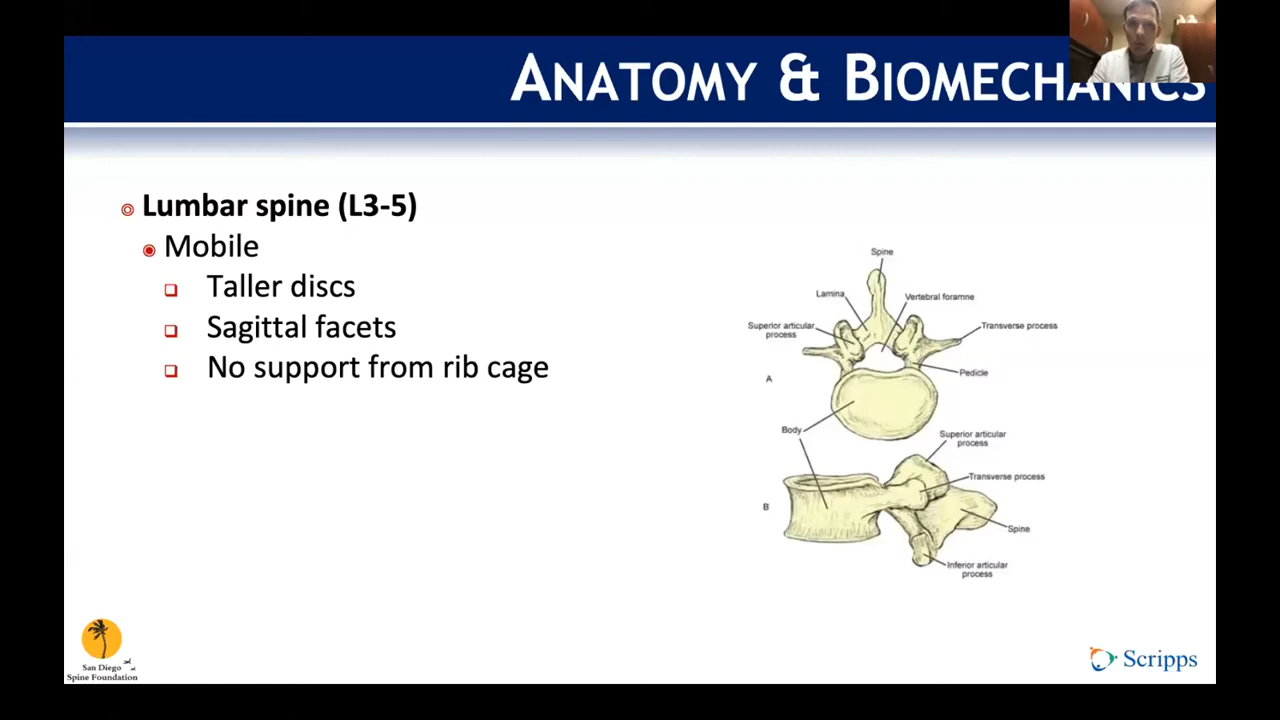 ANATOMY & BIOMECHANICS
Lumbar spine (L3-5)
Mobile
Taller discs
Sagittal facets
No support from rib cage
Spine
Lamina
Vertebral foramne
Superior articular
process
Transverse process
Pedicle
A
Body
Superior articular
process
Transverse process
B
Spine
Inferior articular
process
San Diego
Spine Foundation
Scripps